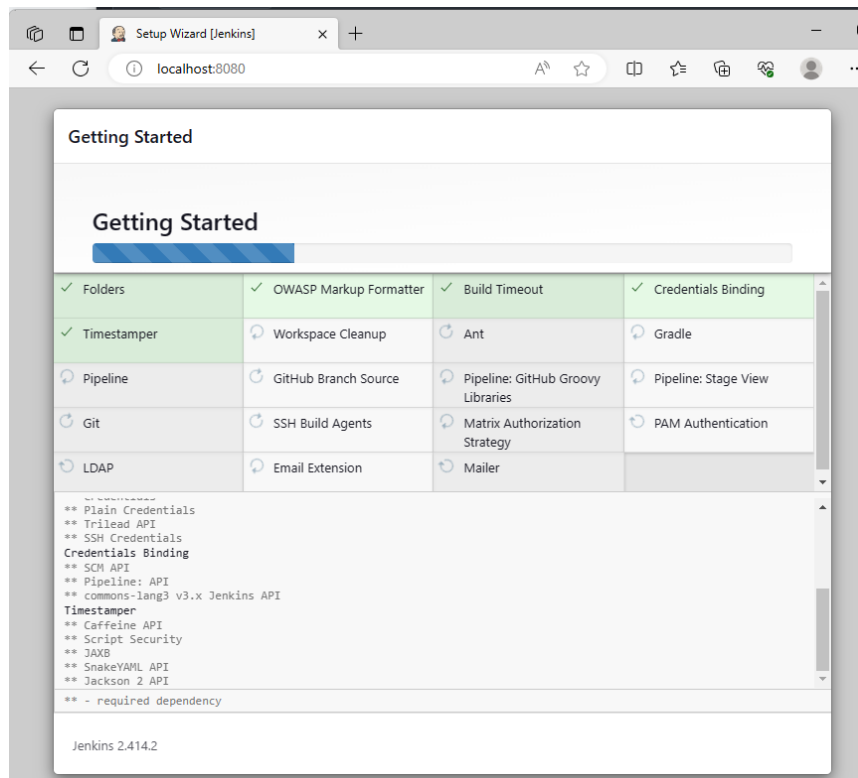 Setup Wizard [Jenkins]
localhost:8080
Getting Started
Getting Started
Folders
OWASP Markup Formatter
Build Timeout
Credentials Binding
Timestamper
Workspace Cleanup
Ant
Gradle
Pipeline
GitHub Branch Source
Pipeline: GitHub Groovy
Libraries
Pipeline: Stage View
Git
SSH Build Agents
Matrix Authorization
Strategy
PAM Authentication
LDAP
Email Extension
Mailer
** Plain Credentials
** Trilead API
** SSH Credentials
Credentials Binding
** SCM API
** Pipeline: API
** commons-lang3 v3.x Jenkins API
Timestamper
** Caffeine API
** Script Security
** JAXB
** SnakeYAML API
** Jackson 2 API
** - required dependency
Jenkins 2.414.2